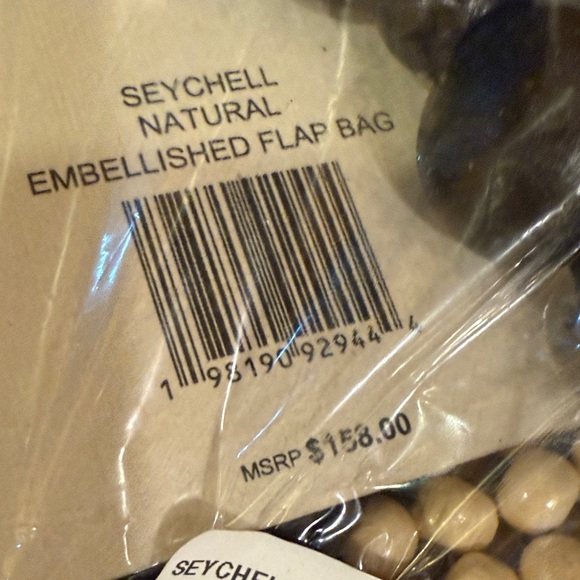 SEYCHELL
NATURAL
EMBELLISHED FLAP BAG
1 98190 92944 4
MSRP $158.00
SEYCHEL